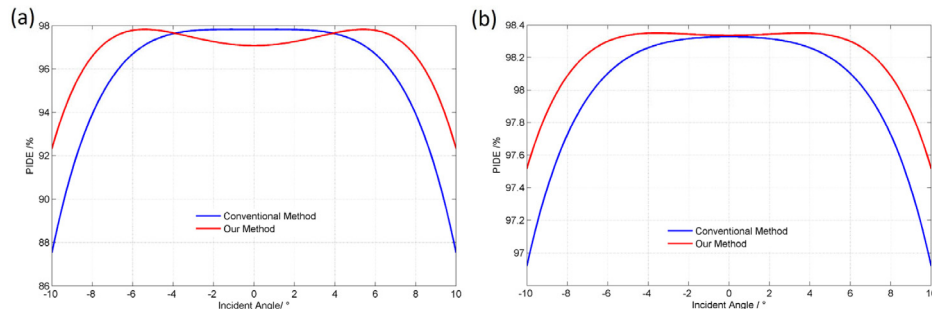 (a)
98
96
94
92
90
88
86
PIDE /%
Conventional Method
Our Method
-10 -8 -6 -4 -2 0 2 4 6 8 10
Incident Angle/ °
(b)
98.4
98.2
98
97.8
97.6
97.4
97.2
97
PIDE /%
Conventional Method
Our Method
-10 -8 -6 -4 -2 0 2 4 6 8 10
Incident Angle/ °